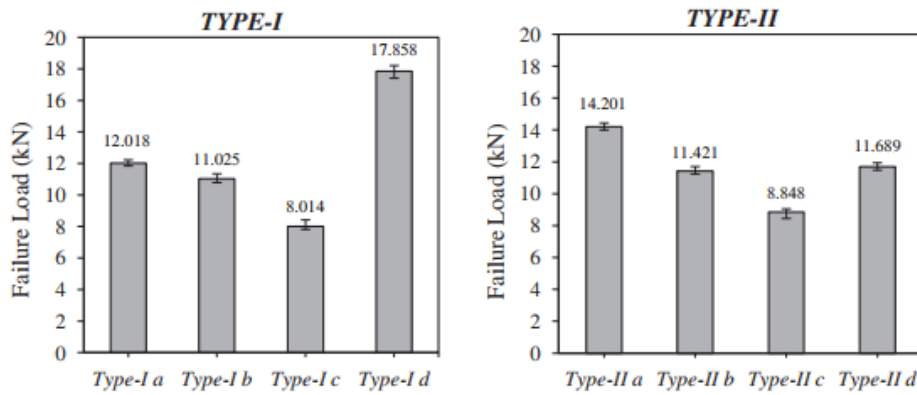 TYPE-I
Failure Load (kN)
20
18
16
14
12
10
8
6
4
2
0
12.018
11.025
8.014
17.858
Type-I a
Type-I b
Type-I c
Type-I d
TYPE-II
Failure Load (kN)
20
18
16
14
12
10
8
6
4
2
0
14.201
11.421
8.848
11.689
Type-II a
Type-II b
Type-II c
Type-II d